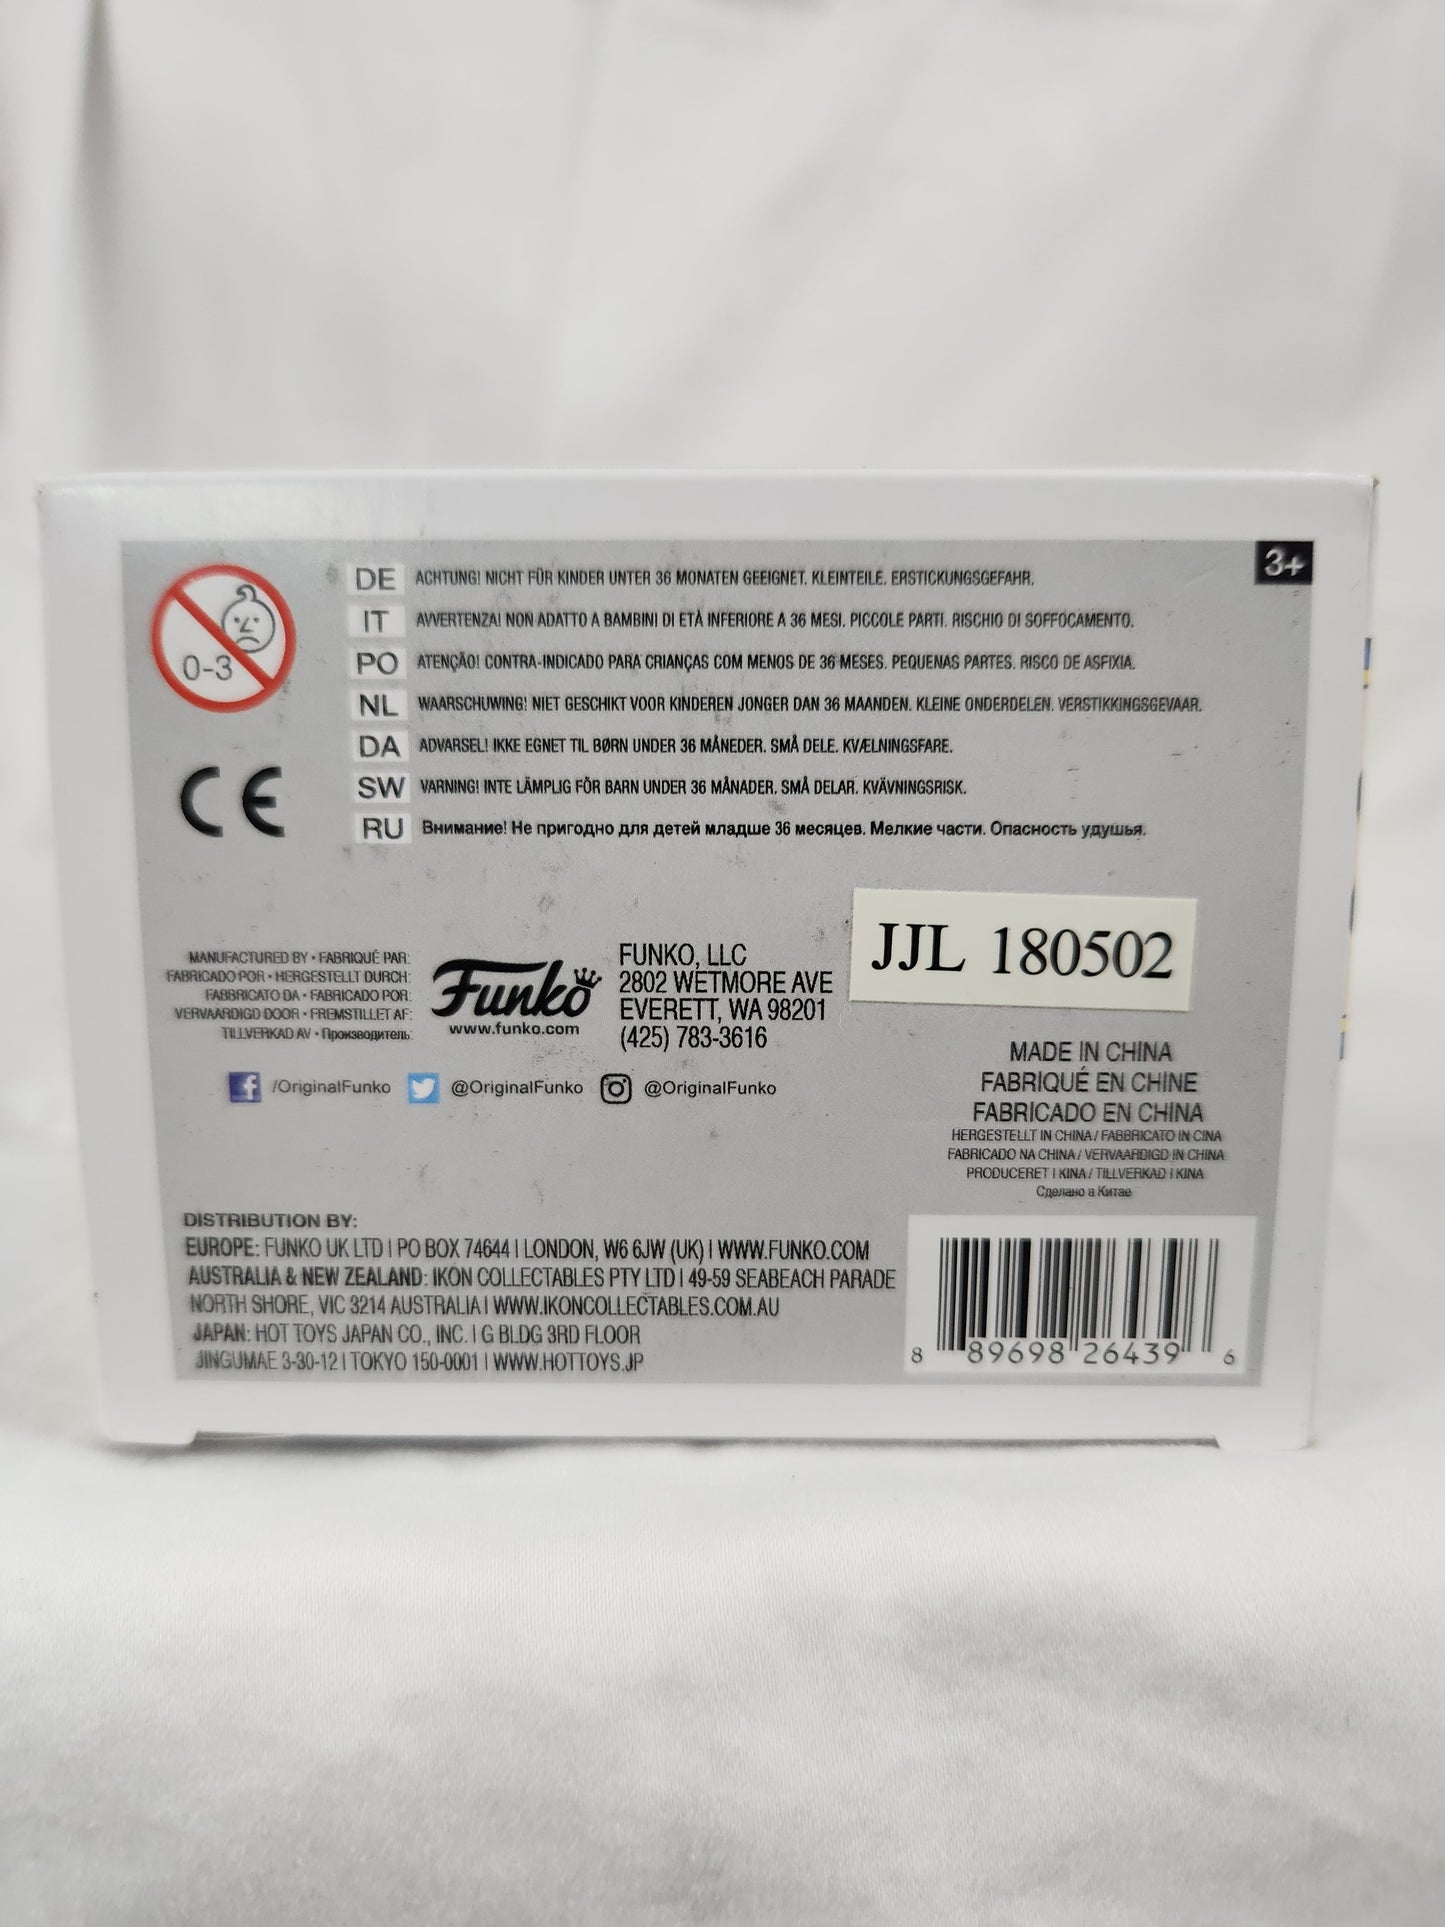 3+
0-3
DE ACHTUNG! NICHT FÜR KINDER UNTER 36 MONATEN GEEIGNET. KLEINTEILE. ERSTICKUNGSGEFAHR.
IT AVVERTENZA! NON ADATTO A BAMBINI DI ETÀ INFERIORE A 36 MESI. PICCOLE PARTI. RISCHIO DI SOFFOCAMENTO.
PO ATENÇÃO! CONTRA-INDICADO PARA CRIANÇAS COM MENOS DE 36 MESES. PEQUENAS PARTES. RISCO DE ASFIXIA.
NL WAARSCHUWING! NIET GESCHIKT VOOR KINDEREN JONGER DAN 36 MAANDEN. KLEINE ONDERDELEN. VERSTIKKINGSGEVAAR.
DA ADVARSEL! IKKE EGNET TIL BØRN UNDER 36 MÅNEDER. SMÅ DELE. KVÆLNINGSFARE.
SW VARNING! INTE LÄMPLIG FÖR BARN UNDER 36 MÅNADER. SMÅ DELAR. KVÄVNINGSRISK.
RU Внимание! Не пригодно для детей младше 36 месяцев. Мелкие части. Опасность удушья.
CE
MANUFACTURED BY • FABRIQUÉ PAR:
FABRICADO POR • HERGESTELLT DURCH:
FABBRICATO DA • FABRICADO POR:
VERVAARDIGD DOOR • FREMSTILLET AF:
TILLVERKAD AV • Производитель:
Funko
www.funko.com
FUNKO, LLC
2802 WETMORE AVE
EVERETT, WA 98201
(425) 783-3616
JJL 180502
/OriginalFunko @OriginalFunko @OriginalFunko
MADE IN CHINA
FABRIQUÉ EN CHINE
FABRICADO EN CHINA
HERGESTELLT IN CHINA / FABBRICATO IN CINA
FABRICADO NA CHINA / VERVAARDIGD IN CHINA
PRODUCERET I KINA / TILLVERKAD I KINA
Сделано в Китае
DISTRIBUTION BY:
EUROPE: FUNKO UK LTD | PO BOX 74644 | LONDON, W6 6JW (UK) | WWW.FUNKO.COM
AUSTRALIA & NEW ZEALAND: IKON COLLECTABLES PTY LTD | 49-59 SEABEACH PARADE
NORTH SHORE, VIC 3214 AUSTRALIA | WWW.IKONCOLLECTABLES.COM.AU
JAPAN: HOT TOYS JAPAN CO., INC. | G BLDG 3RD FLOOR
JINGUMAE 3-30-12 | TOKYO 150-0001 | WWW.HOTTOYS.JP
8 89698 26439 6